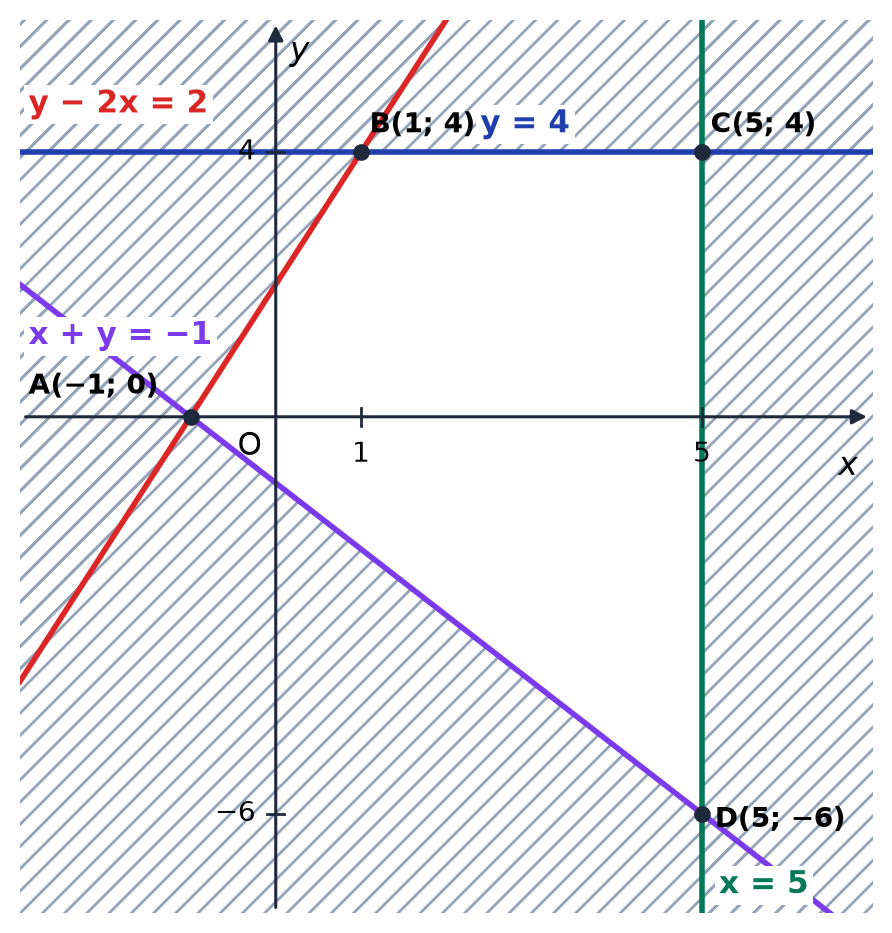 y
y − 2x = 2
B(1; 4) y = 4
C(5; 4)
4
x + y = −1
A(−1; 0)
O
1
5
x
−6
D(5; −6)
x = 5